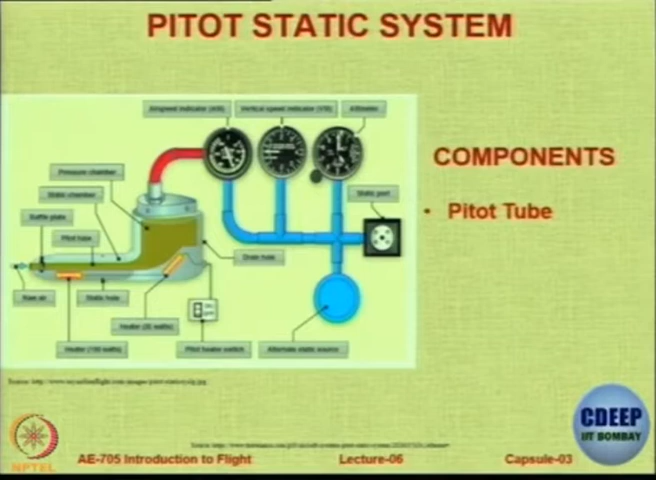 PITOT STATIC SYSTEM
Airspeed indicator (ASI)
Vertical speed indicator (VSI)
Altimeter
COMPONENTS
Pressure chamber
Static chamber
Baffle plate
Pitot tube
Static port
• Pitot Tube
Drain hole
Ram air
Static hole
Heater (35 watts)
Heater (100 watts)
Pitot heater switch
Alternate static source
CDEEP
IIT BOMBAY
NPTEL
AE-705 Introduction to Flight
Lecture-06
Capsule-03